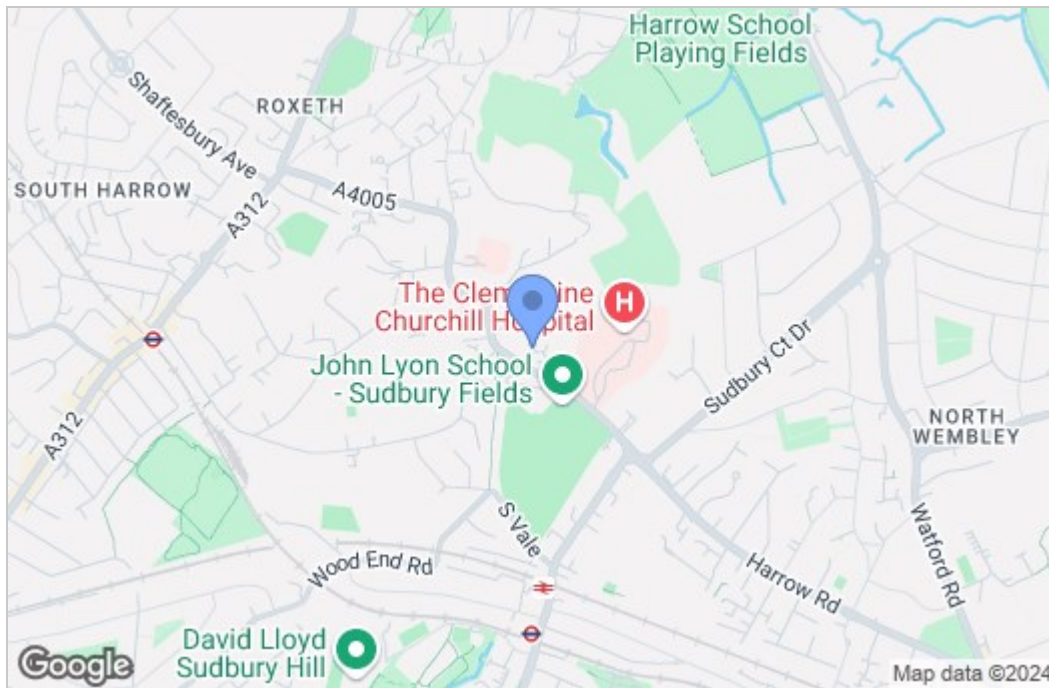 Harrow School
Playing Fields
ROXETH
Shaftesbury Ave
SOUTH HARROW
A4005
A312
The Clem ine
Churchill Hospital
H
John Lyon School
- Sudbury Fields
Sudbury Ct Dr
NORTH
WEMBLEY
A312
S Vale
Wood End Rd
Watford Rd
Harrow Rd
David Lloyd
Sudbury Hill
Google
Map data ©2024